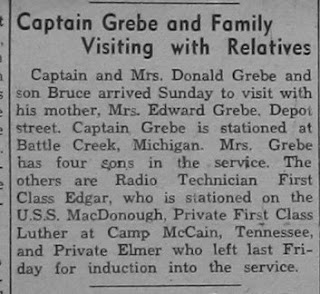 Captain Grebe and Family
Visiting with Relatives
Captain and Mrs. Donald Grebe and
son Bruce arrived Sunday to visit with
his mother, Mrs. Edward Grebe, Depot
street. Captain Grebe is stationed at
Battle Creek, Michigan. Mrs. Grebe
has four sons in the service. The
others are Radio Technician First
Class Edgar, who is stationed on the
U.S.S. MacDonough, Private First Class
Luther at Camp McCain, Tennessee,
and Private Elmer who left last Fri-
day for induction into the service.